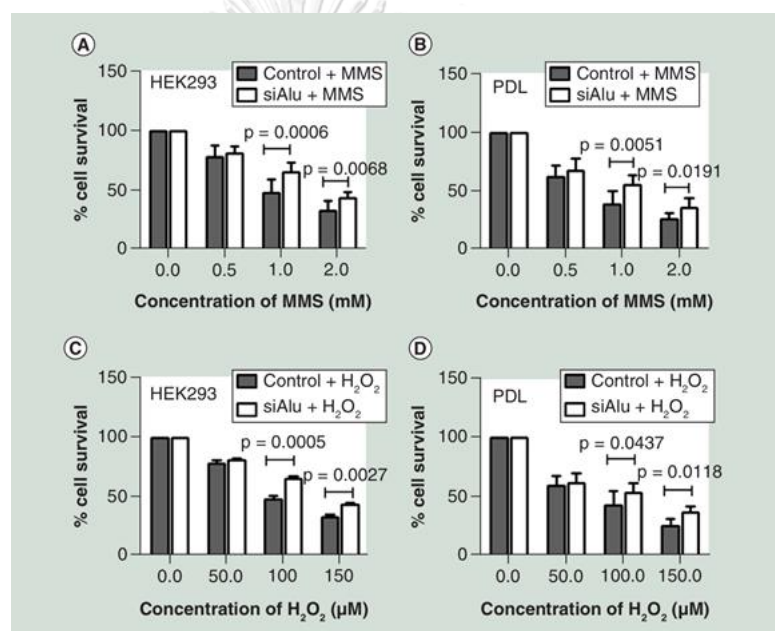 A
HEK293
Control + MMS
siAlu + MMS
p = 0.0006
p = 0.0068
150
100
50
0
% cell survival
0.0 0.5 1.0 2.0
Concentration of MMS (mM)
B
PDL
Control + MMS
siAlu + MMS
p = 0.0051
p = 0.0191
150
100
50
0
% cell survival
0.0 0.5 1.0 2.0
Concentration of MMS (mM)
C
HEK293
Control + H₂O₂
siAlu + H₂O₂
p = 0.0005
p = 0.0027
150
100
50
0
% cell survival
0.0 50.0 100 150
Concentration of H₂O₂ (µM)
D
PDL
Control + H₂O₂
siAlu + H₂O₂
p = 0.0437
p = 0.0118
150
100
50
0
% cell survival
0.0 50.0 100.0 150.0
Concentration of H₂O₂ (µM)